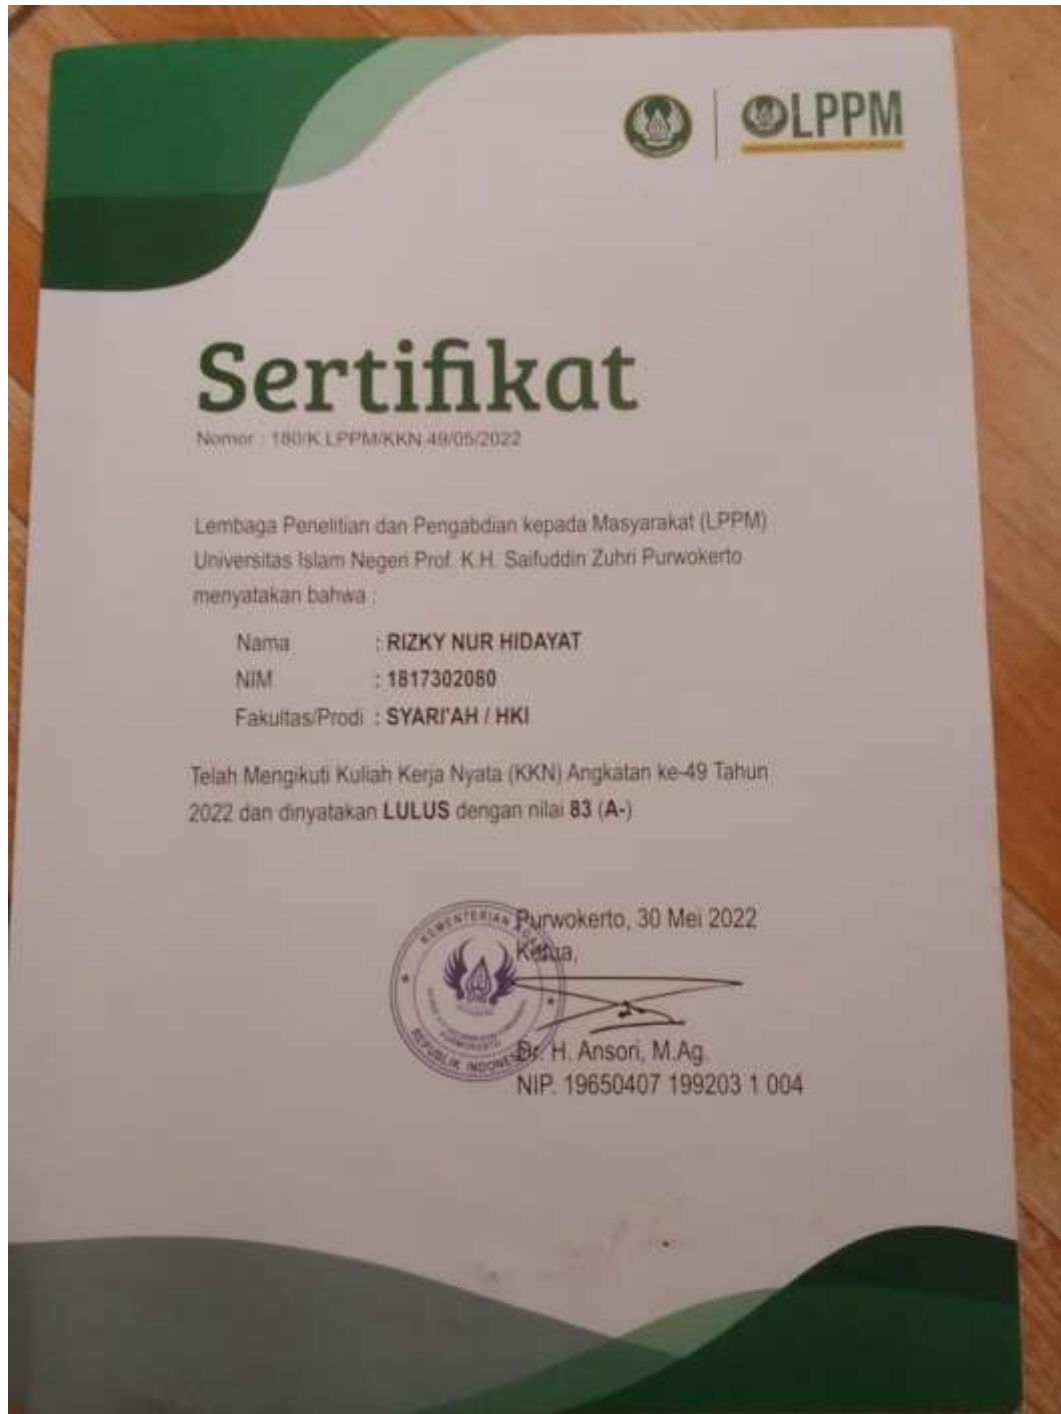 LPPM
Sertifikat
Nomor : 180/K.LPPM/KKN.49/05/2022
Lembaga Penelitian dan Pengabdian kepada Masyarakat (LPPM)
Universitas Islam Negeri Prof. K.H. Saifuddin Zuhri Purwokerto
menyatakan bahwa :
Nama : RIZKY NUR HIDAYAT
NIM : 1817302080
Fakultas/Prodi : SYARI'AH / HKI
Telah Mengikuti Kuliah Kerja Nyata (KKN) Angkatan ke-49 Tahun
2022 dan dinyatakan LULUS dengan nilai 83 (A-)
Purwokerto, 30 Mei 2022
Ketua,
KEMENTERIAN AGAMA
PURWOKERTO
REPUBLIK INDONESIA
Dr. H. Ansori, M.Ag.
NIP. 19650407 199203 1 004